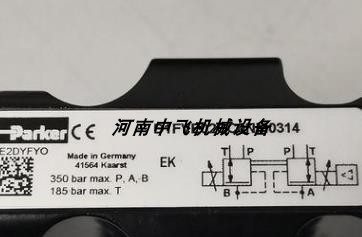 Parker CE 河南中飞机械设备 0314
E2DYFYO
Made in Germany
41564 Kaarst
EK
350 bar max. P, A, B
185 bar max. T
T P P T
B A